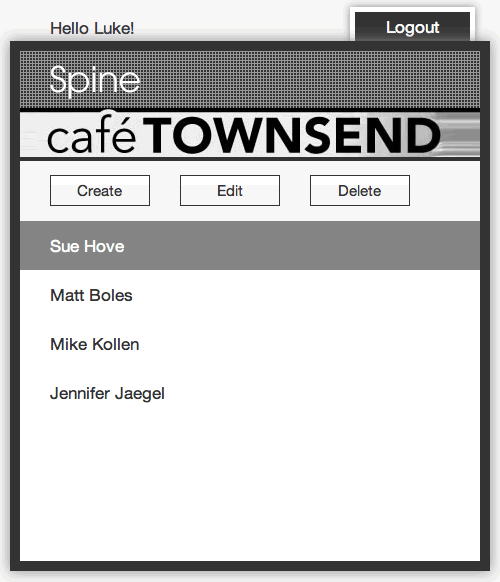 Hello Luke!
Logout
Spine
café TOWNSEND
Create Edit Delete
Sue Hove
Matt Boles
Mike Kollen
Jennifer Jaegel